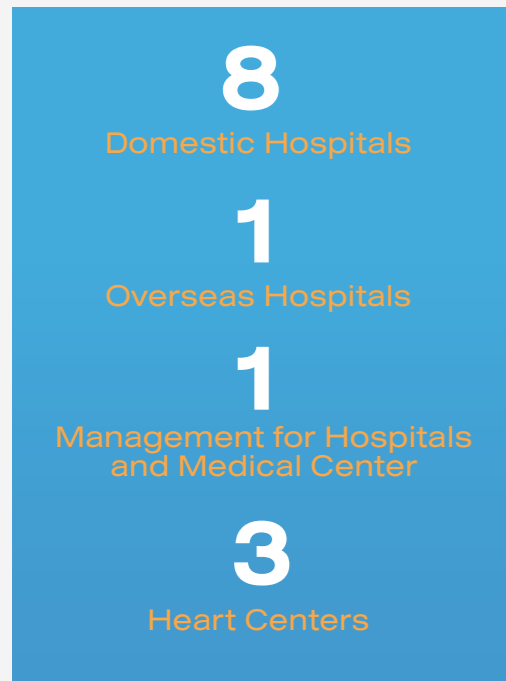 8
Domestic Hospitals
1
Overseas Hospitals
1
Management for Hospitals
and Medical Center
3
Heart Centers